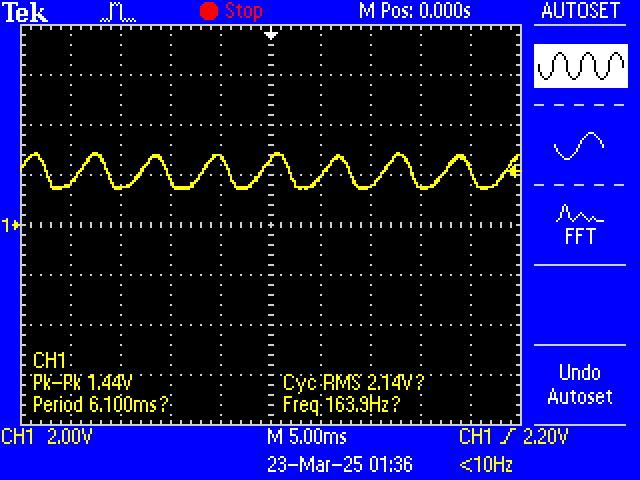 Tek Stop M Pos: 0.000s AUTOSET
FFT
1
CH1
Pk-Pk 1.44V Cyc RMS 2.14V?
Period 6.100ms? Freq 163.9Hz?
Undo
Autoset
CH1 2.00V M 5.00ms CH1 2.20V
23-Mar-25 01:36 <10Hz